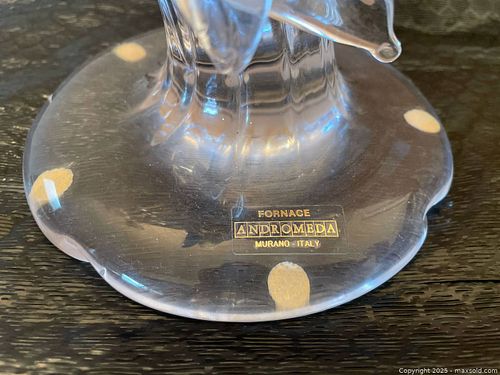 FORNACE
ANDROMEDA
MURANO - ITALY
Copyright 2025 - maxsold.com